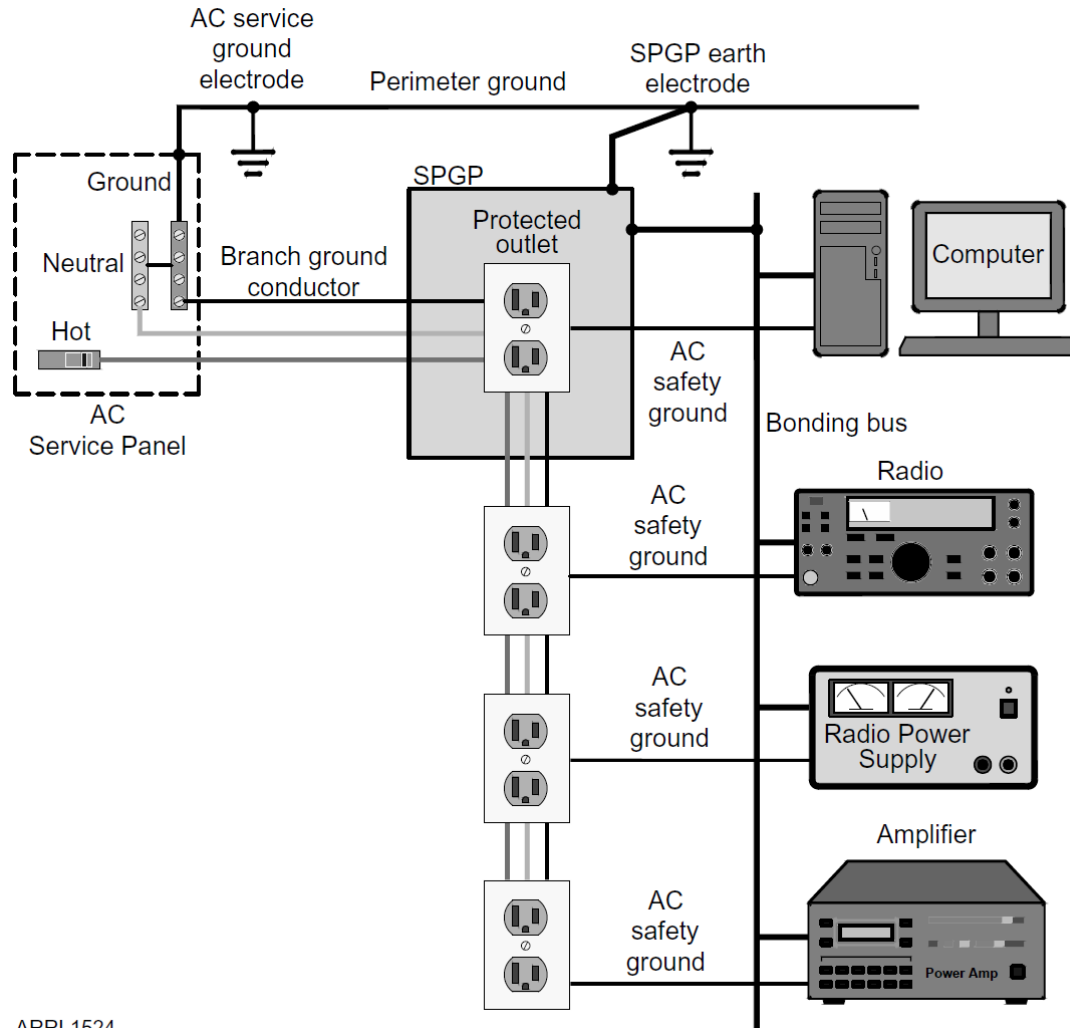 AC service
ground
electrode
Perimeter ground
SPGP earth
electrode
Ground
SPGP
Protected
outlet
Neutral
Branch ground
conductor
Computer
Hot
AC
safety
ground
AC
Service Panel
Bonding bus
Radio
AC
safety
ground
AC
safety
ground
Radio Power
Supply
Amplifier
AC
safety
ground
Power Amp